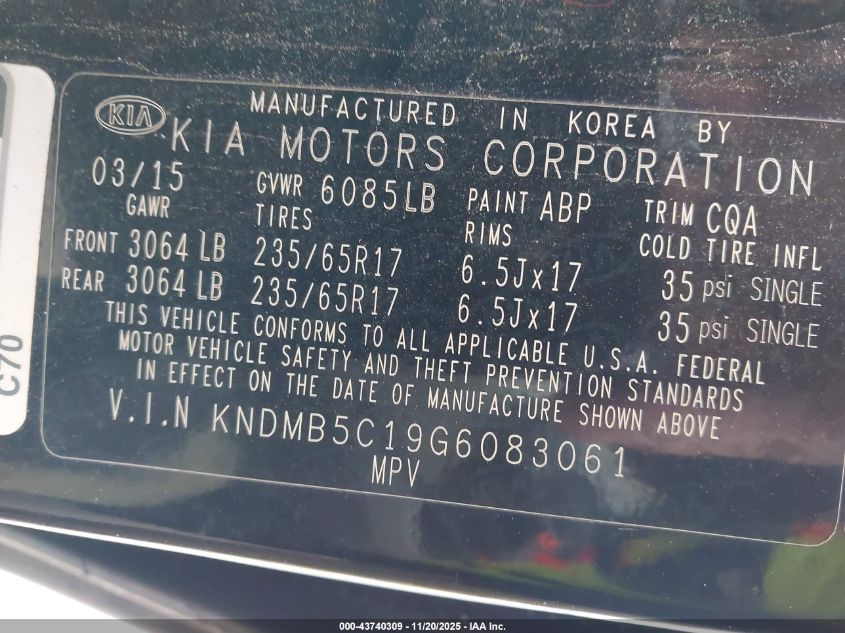 KIA
MANUFACTURED IN KOREA BY
KIA MOTORS CORPORATION
03/15 GVWR 6085LB PAINT ABP TRIM CQA
GAWR TIRES RIMS COLD TIRE INFL
FRONT 3064 LB 235/65R17 6.5Jx17 35 psi SINGLE
REAR 3064 LB 235/65R17 6.5Jx17 35 psi SINGLE
THIS VEHICLE CONFORMS TO ALL APPLICABLE U.S.A. FEDERAL
MOTOR VEHICLE SAFETY AND THEFT PREVENTION STANDARDS
IN EFFECT ON THE DATE OF MANUFACTURE SHOWN ABOVE
V.I.N KNDMB5C19G6083061
MPV
C70
000-43740309 - 11/20/2025 - IAA Inc.